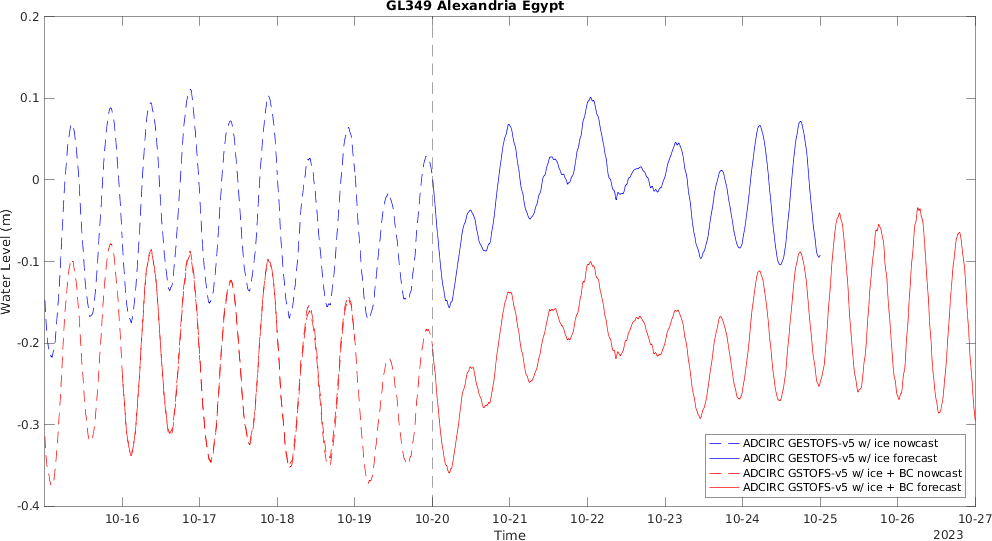 GL349 Alexandria Egypt
0.2
0.1
0
-0.1
-0.2
-0.3
-0.4
Water Level (m)
10-16 10-17 10-18 10-19 10-20 10-21 10-22 10-23 10-24 10-25 10-26 10-27
Time
2023
ADCIRC GESTOFS-v5 w/ ice nowcast
ADCIRC GESTOFS-v5 w/ ice forecast
ADCIRC GSTOFS-v5 w/ ice + BC nowcast
ADCIRC GSTOFS-v5 w/ ice + BC forecast